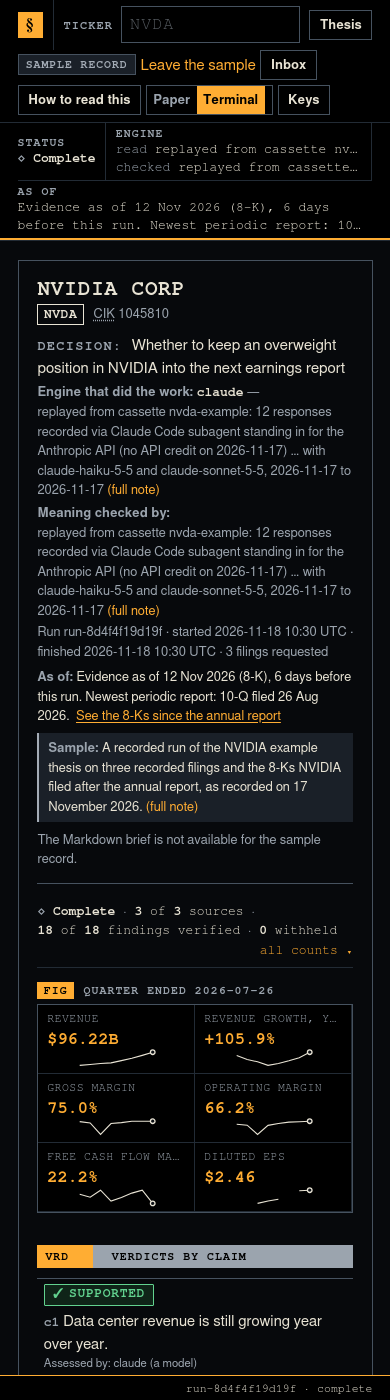 § TICKER NVDA Thesis
SAMPLE RECORD Leave the sample Inbox
How to read this Paper Terminal Keys
STATUS
◇ Complete
ENGINE
read replayed from cassette nv…
checked replayed from cassette…
AS OF
Evidence as of 12 Nov 2026 (8-K), 6 days
before this run. Newest periodic report: 10…
NVIDIA CORP
NVDA CIK 1045810
DECISION: Whether to keep an overweight
position in NVIDIA into the next earnings report
Engine that did the work: claude —
replayed from cassette nvda-example: 12 responses
recorded via Claude Code subagent standing in for the
Anthropic API (no API credit on 2026-11-17) … with
claude-haiku-5-5 and claude-sonnet-5-5, 2026-11-17 to
2026-11-17 (full note)
Meaning checked by:
replayed from cassette nvda-example: 12 responses
recorded via Claude Code subagent standing in for the
Anthropic API (no API credit on 2026-11-17) … with
claude-haiku-5-5 and claude-sonnet-5-5, 2026-11-17 to
2026-11-17 (full note)
Run run-8d4f4f19d19f · started 2026-11-18 10:30 UTC ·
finished 2026-11-18 10:30 UTC · 3 filings requested
As of: Evidence as of 12 Nov 2026 (8-K), 6 days before
this run. Newest periodic report: 10-Q filed 26 Aug
2026. See the 8-Ks since the annual report
Sample: A recorded run of the NVIDIA example
thesis on three recorded filings and the 8-Ks NVIDIA
filed after the annual report, as recorded on 17
November 2026. (full note)
The Markdown brief is not available for the sample
record.
◇ Complete · 3 of 3 sources ·
18 of 18 findings verified · 0 withheld
all counts ▾
FIG QUARTER ENDED 2026-07-26
REVENUE
$96.22B
REVENUE GROWTH, Y…
+105.9%
GROSS MARGIN
75.0%
OPERATING MARGIN
66.2%
FREE CASH FLOW MA…
22.2%
DILUTED EPS
$2.46
VRD VERDICTS BY CLAIM
✓ SUPPORTED
c1 Data center revenue is still growing year
over year.
Assessed by: claude (a model)
run-8d4f4f19d19f · complete